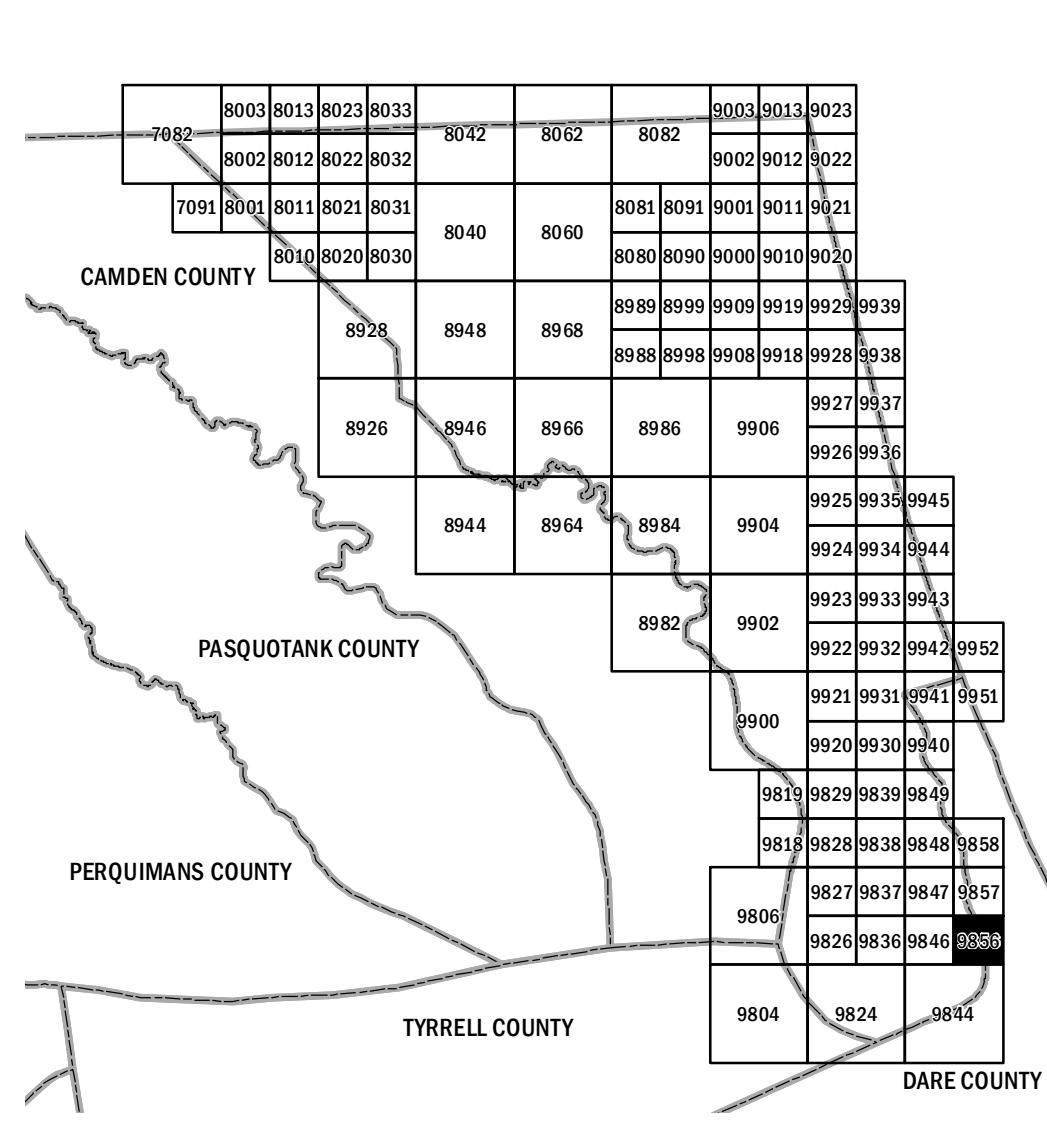 8003 8013 8023 8033 9003 9013 9023
7082 8042 8062 8082
8002 8012 8022 8032 9002 9012 9022
7091 8001 8011 8021 8031 8081 8091 9001 9011 9021
8040 8060
8010 8020 8030 8080 8090 9000 9010 9020
CAMDEN COUNTY
8989 8999 9909 9919 9929 9939
8928 8948 8968
8988 8998 9908 9918 9928 9938
9927 9937
8926 8946 8966 8986 9906
9926 9936
9925 9935 9945
8944 8964 8984 9904
9924 9934 9944
9923 9933 9943
8982 9902
PASQUOTANK COUNTY
9922 9932 9942 9952
9921 9931 9941 9951
9900
9920 9930 9940
9819 9829 9839 9849
9818 9828 9838 9848 9858
PERQUIMANS COUNTY
9827 9837 9847 9857
9806
9826 9836 9846 9856
9804 9824 9844
TYRRELL COUNTY
DARE COUNTY